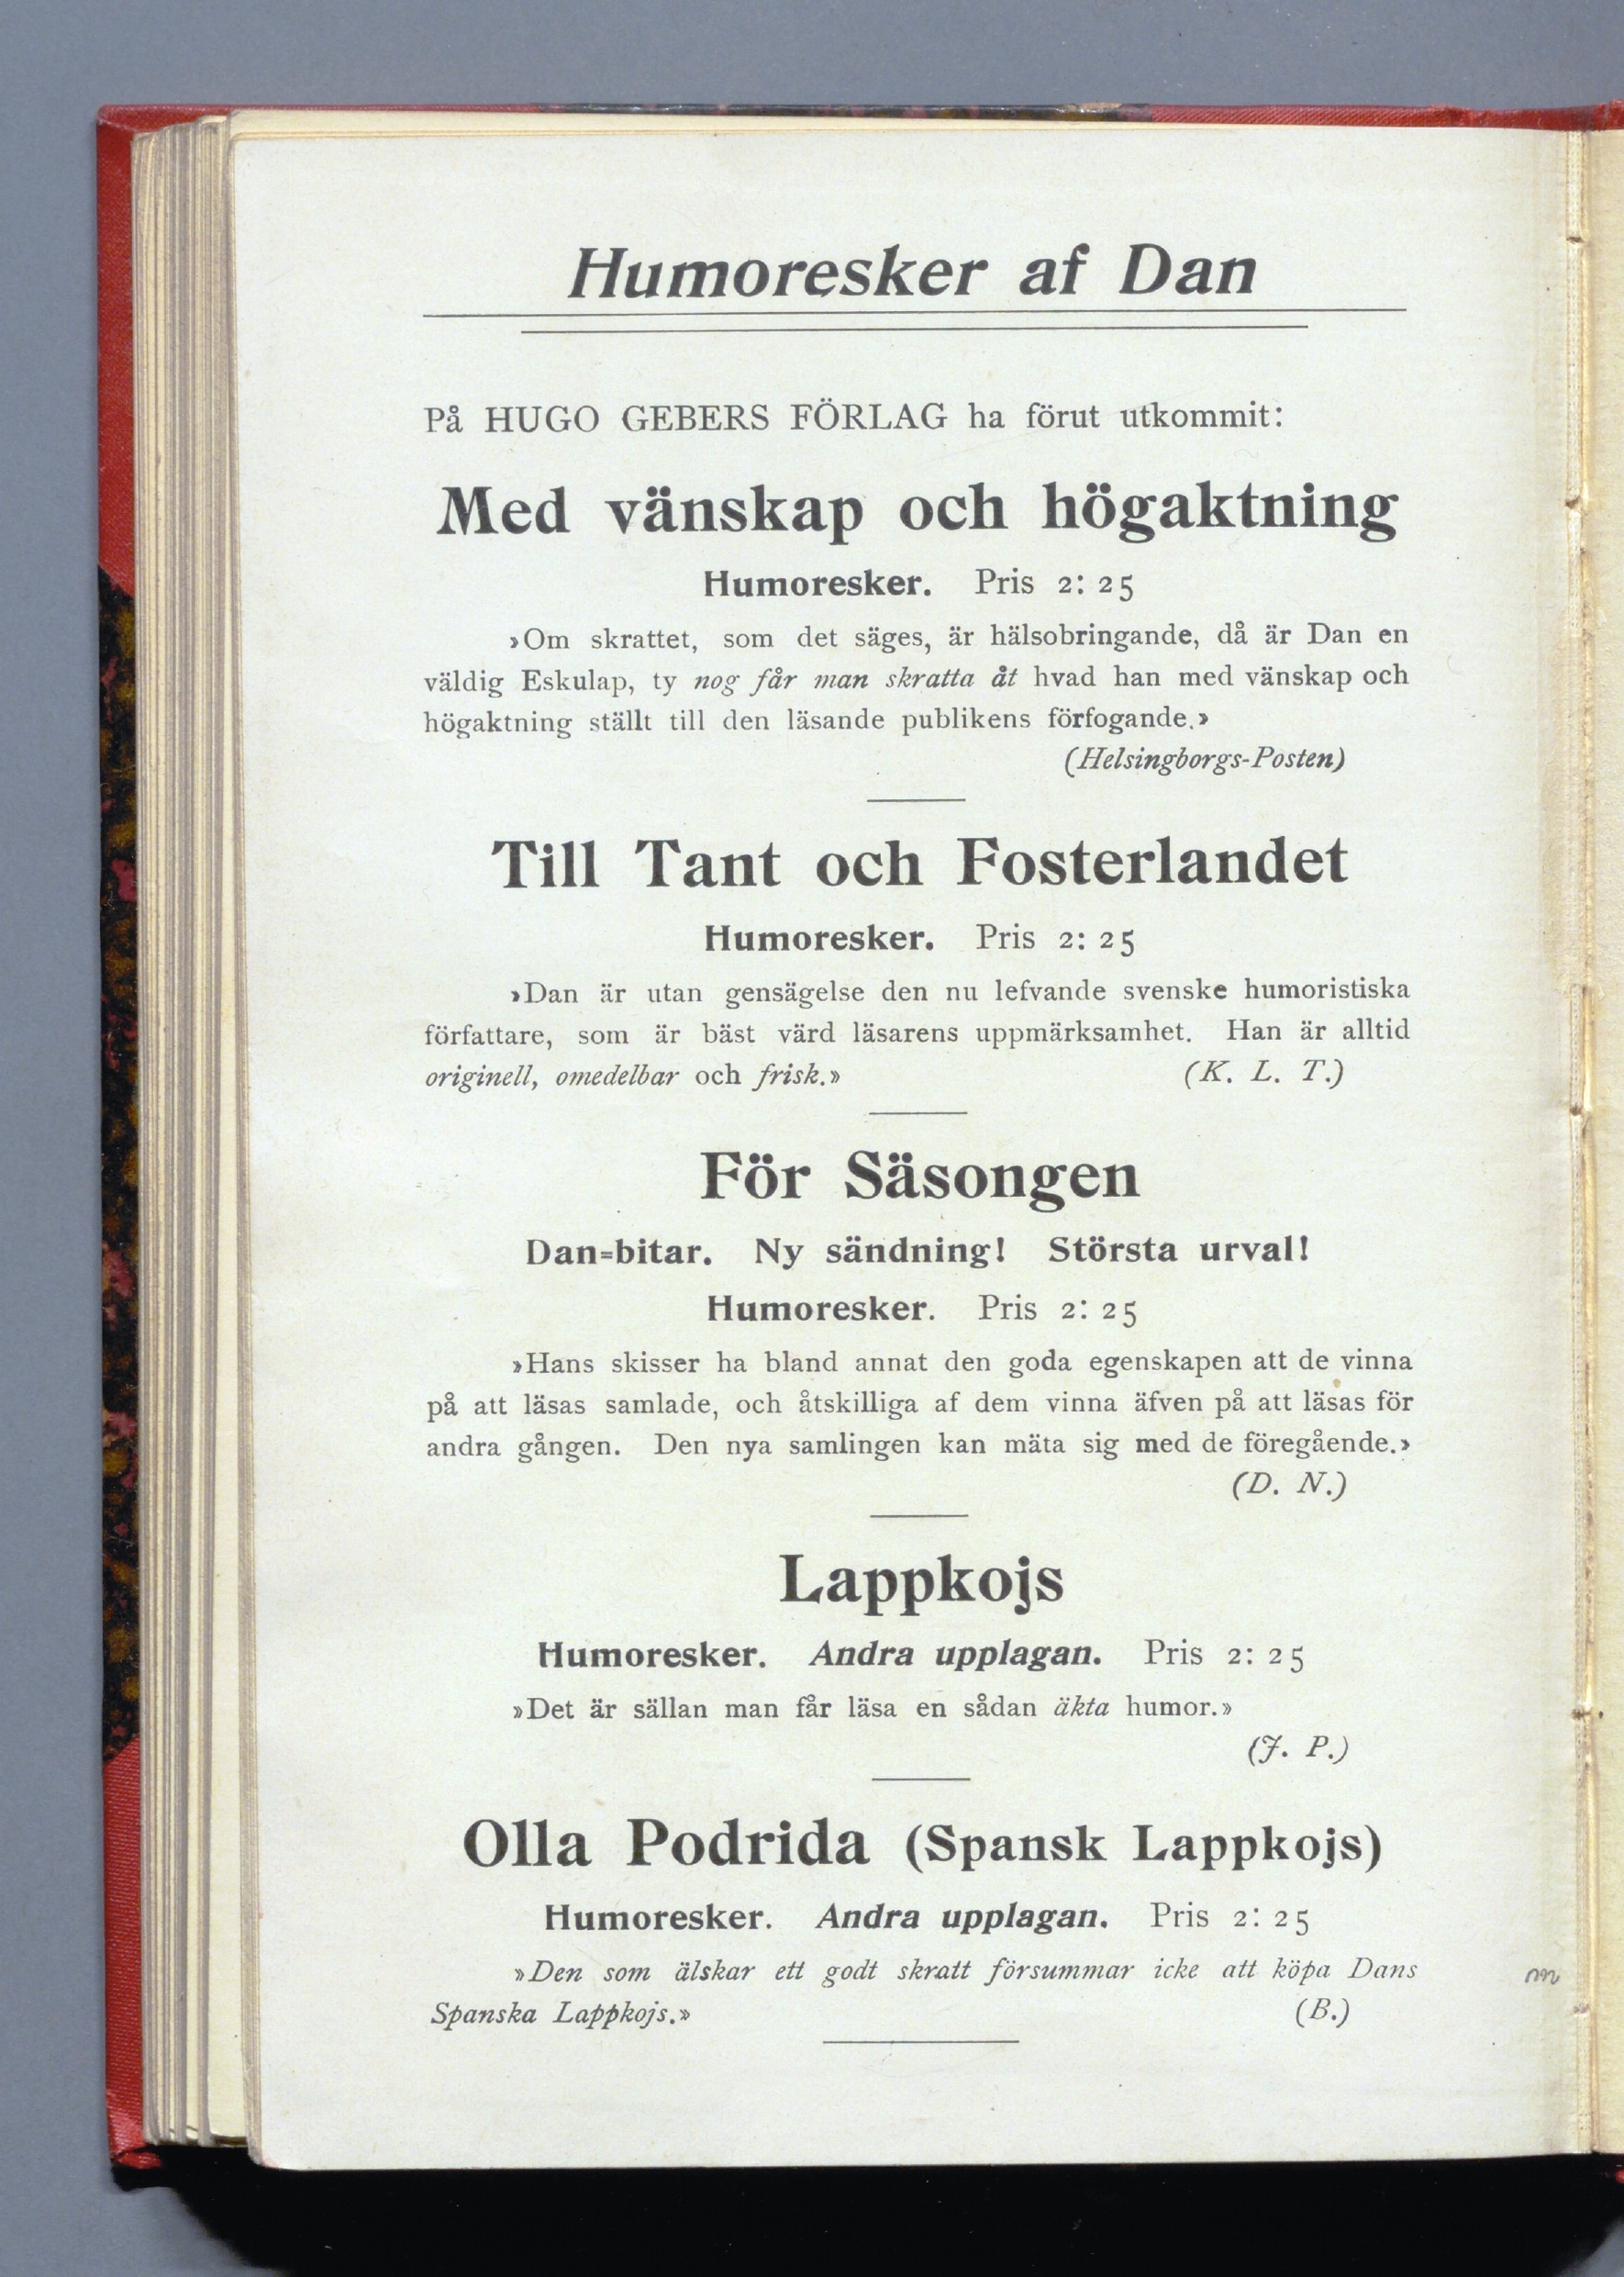 Humoresker af Dan
På HUGO GEBERS FÖRLAG ha förut utkommit:
Med vänskap och högaktning
Humoresker. Pris 2: 25
»Om skrattet, som det säges, är hälsobringande, då är Dan en
väldig Eskulap, ty nog får man skratta åt hvad han med vänskap och
högaktning ställt till den läsande publikens förfogande.»
(Helsingborgs-Posten)
Till Tant och Fosterlandet
Humoresker. Pris 2: 25
»Dan är utan gensägelse den nu lefvande svenske humoristiska
författare, som är bäst värd läsarens uppmärksamhet. Han är alltid
originell, omedelbar och frisk.» (K. L. T.)
För Säsongen
Dan=bitar. Ny sändning! Största urval!
Humoresker. Pris 2: 25
»Hans skisser ha bland annat den goda egenskapen att de vinna
på att läsas samlade, och åtskilliga af dem vinna äfven på att läsas för
andra gången. Den nya samlingen kan mäta sig med de föregående.»
(D. N.)
Lappkojs
Humoresker. Andra upplagan. Pris 2: 25
»Det är sällan man får läsa en sådan äkta humor.»
(J. P.)
Olla Podrida (Spansk Lappkojs)
Humoresker. Andra upplagan. Pris 2: 25
»Den som älskar ett godt skratt försummar icke att köpa Dans
Spanska Lappkojs.» (B.)